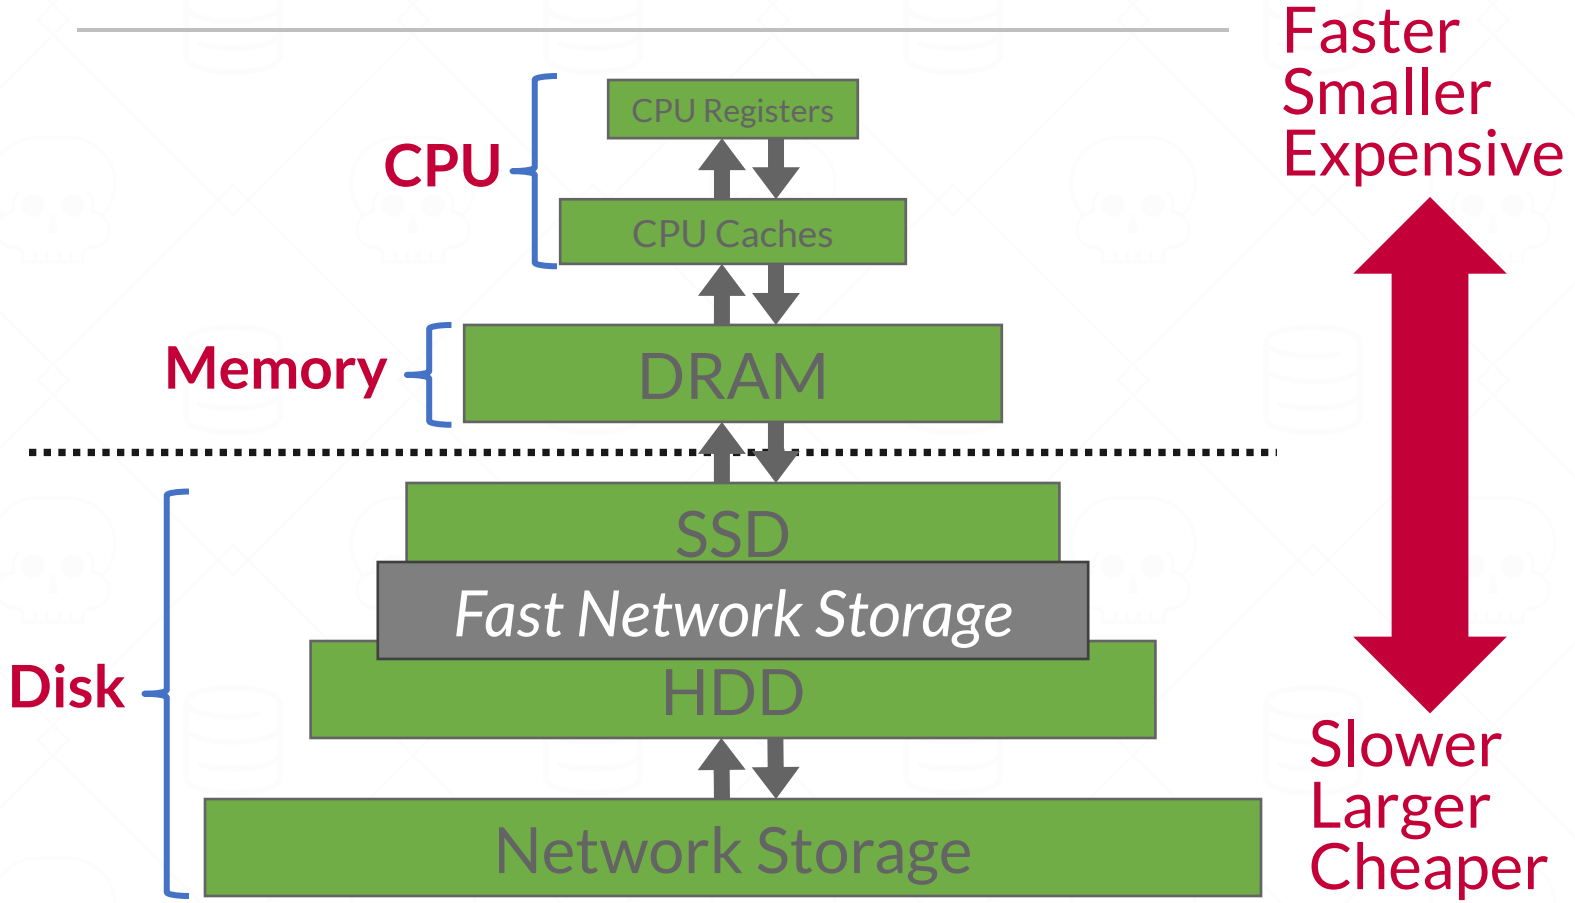 Faster
Smaller
Expensive
CPU Registers
CPU
CPU Caches
Memory
DRAM
SSD
Fast Network Storage
Disk
HDD
Slower
Larger
Cheaper
Network Storage